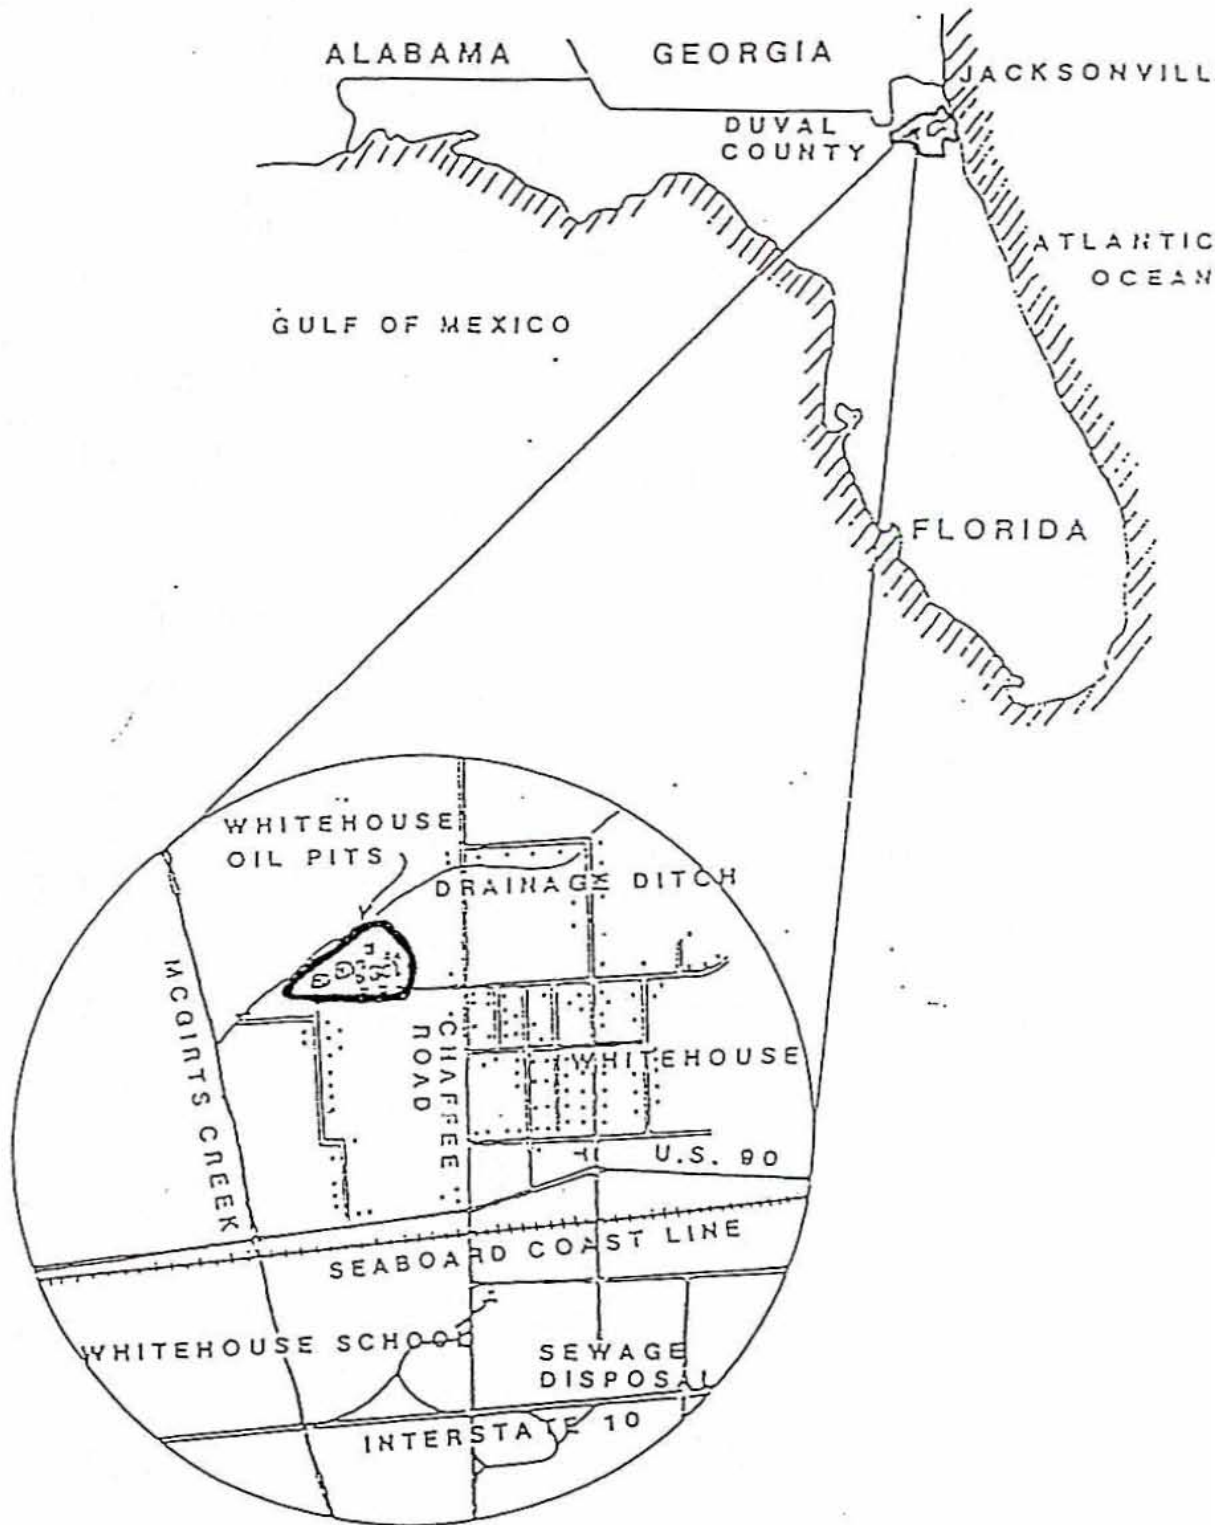 ALABAMA
GEORGIA
JACKSONVILL
DUVAL
COUNTY
ATLANTIC
OCEAN
GULF OF MEXICO
FLORIDA
WHITEHOUSE
OIL PITS
DRAINAGE DITCH
MCGIRTS CREEK
CHAFFEE
ROAD
WHITEHOUSE
U.S. 90
SEABOARD COAST LINE
WHITEHOUSE SCHOOL
SEWAGE
DISPOSAL
INTERSTATE 10